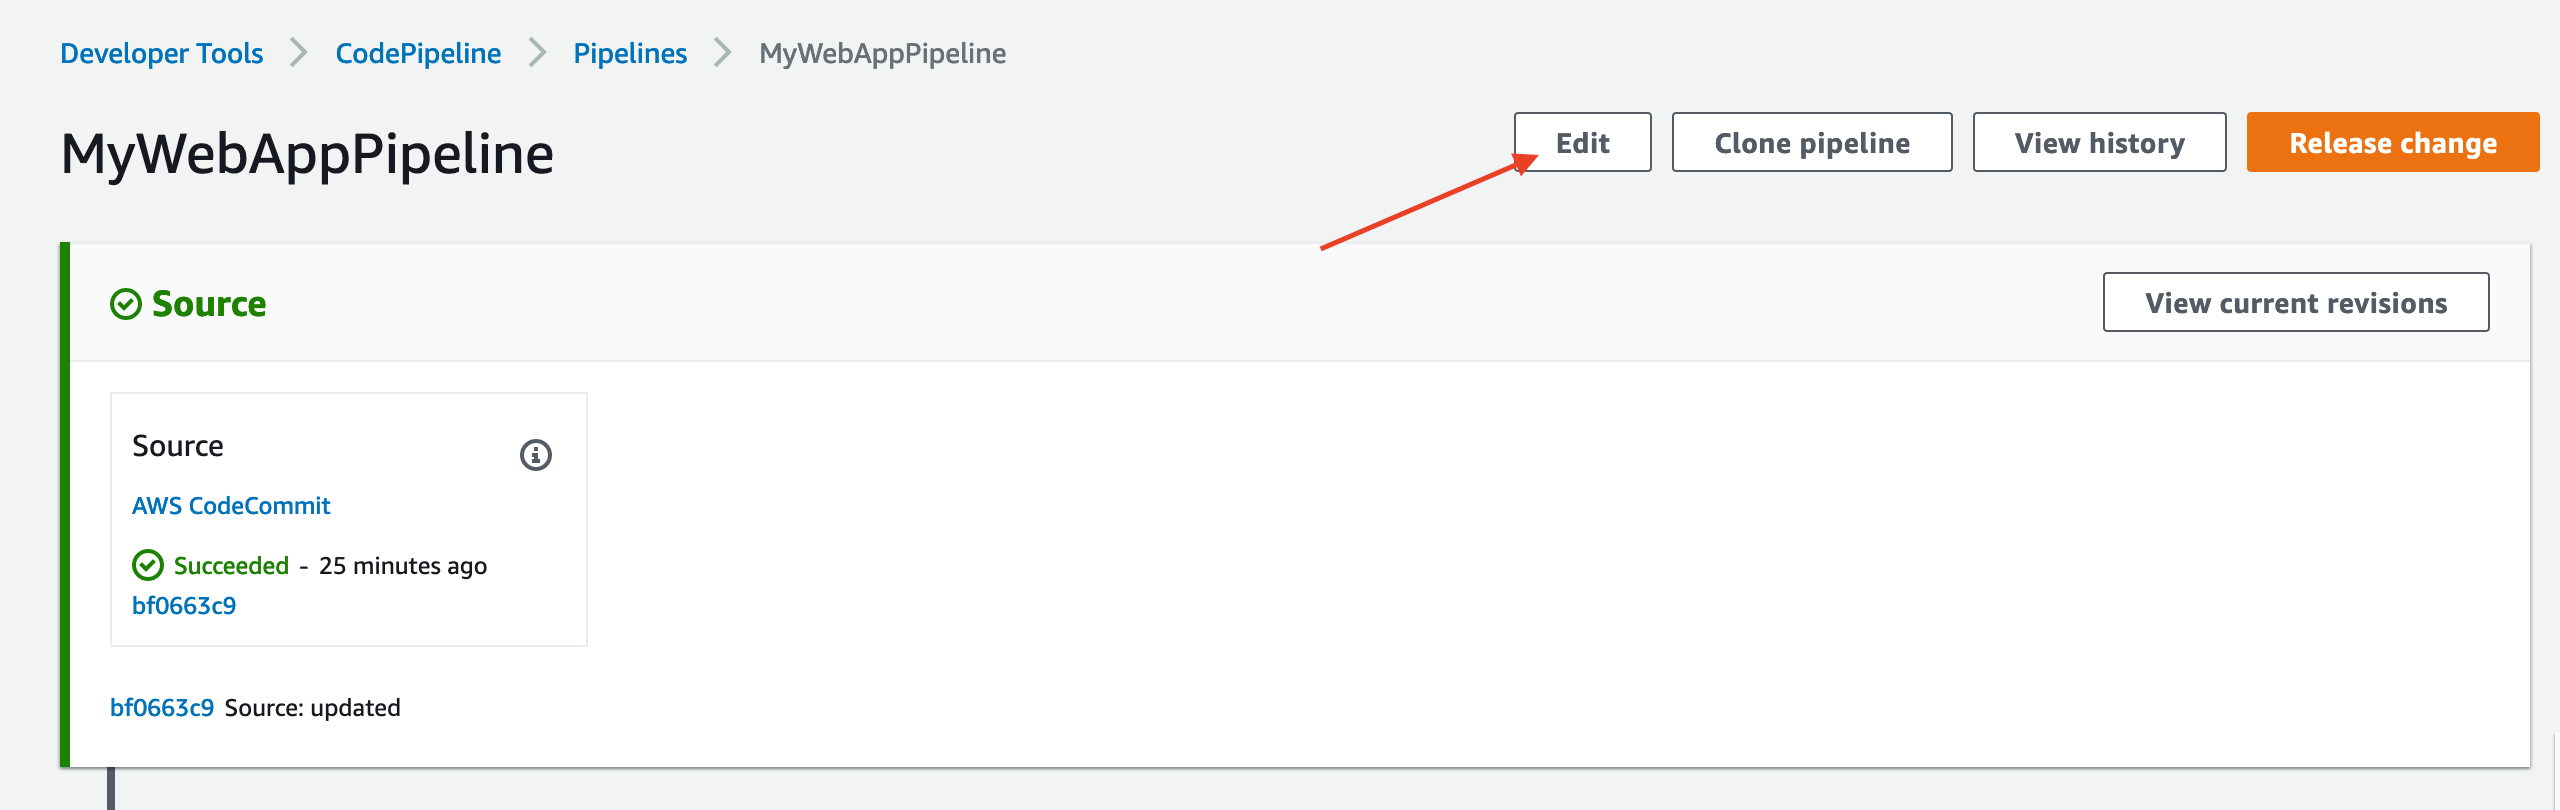 Developer Tools > CodePipeline > Pipelines > MyWebAppPipeline
MyWebAppPipeline
Edit
Clone pipeline
View history
Release change
Source
View current revisions
Source
AWS CodeCommit
Succeeded - 25 minutes ago
bf0663c9
bf0663c9 Source: updated